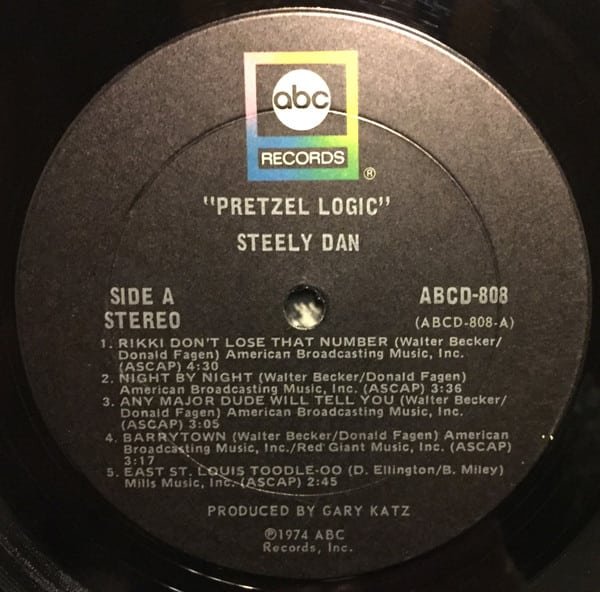 abc
RECORDS
®
"PRETZEL LOGIC"
STEELY DAN
SIDE A
STEREO
ABCD-808
(ABCD-808-A)
1. RIKKI DON'T LOSE THAT NUMBER (Walter Becker/
Donald Fagen) American Broadcasting Music, Inc.
(ASCAP) 4:30
2. NIGHT BY NIGHT (Walter Becker/Donald Fagen)
American Broadcasting Music, Inc. (ASCAP) 3:36
3. ANY MAJOR DUDE WILL TELL YOU (Walter Becker/
Donald Fagen) American Broadcasting Music, Inc.
(ASCAP) 3:05
4. BARRYTOWN (Walter Becker/Donald Fagen) American
Broadcasting Music, Inc./Red Giant Music, Inc. (ASCAP)
3:17
5. EAST ST. LOUIS TOODLE-OO (D. Ellington/B. Miley)
Mills Music, Inc. (ASCAP) 2:45
PRODUCED BY GARY KATZ
℗1974 ABC
Records, Inc.